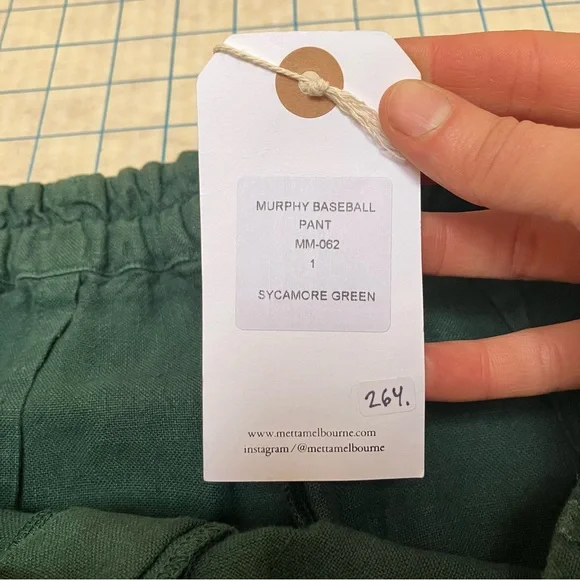 MURPHY BASEBALL
PANT
MM-062
1
SYCAMORE GREEN
264.
www.mettamelbourne.com
instagram/@mettamelbourne